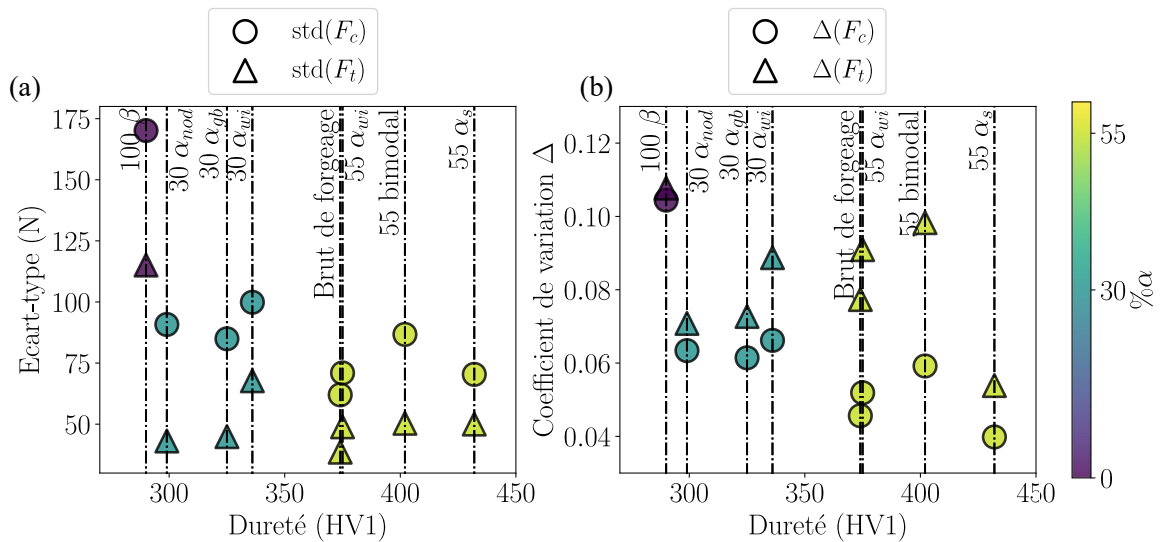 std(F_c)
std(F_t)
(a)
175
150
125
100
75
50
Ecart-type (N)
100 β
30 α_nod
30 α_gb
30 α_wi
Brut de forgeage
55 α_wi
55 bimodal
55 α_s
300
350
400
450
Dureté (HV1)
Δ(F_c)
Δ(F_t)
(b)
0.12
0.10
0.08
0.06
0.04
Coefficient de variation Δ
100 β
30 α_nod
30 α_gb
30 α_wi
Brut de forgeage
55 α_wi
55 bimodal
55 α_s
300
350
400
450
Dureté (HV1)
55
30
0
%α